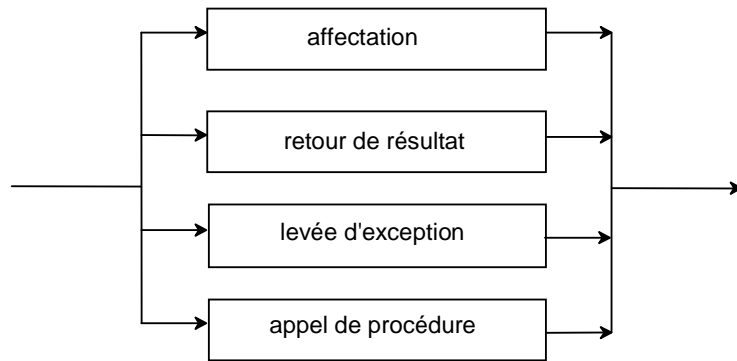 affectation
retour de résultat
levée d'exception
appel de procédure